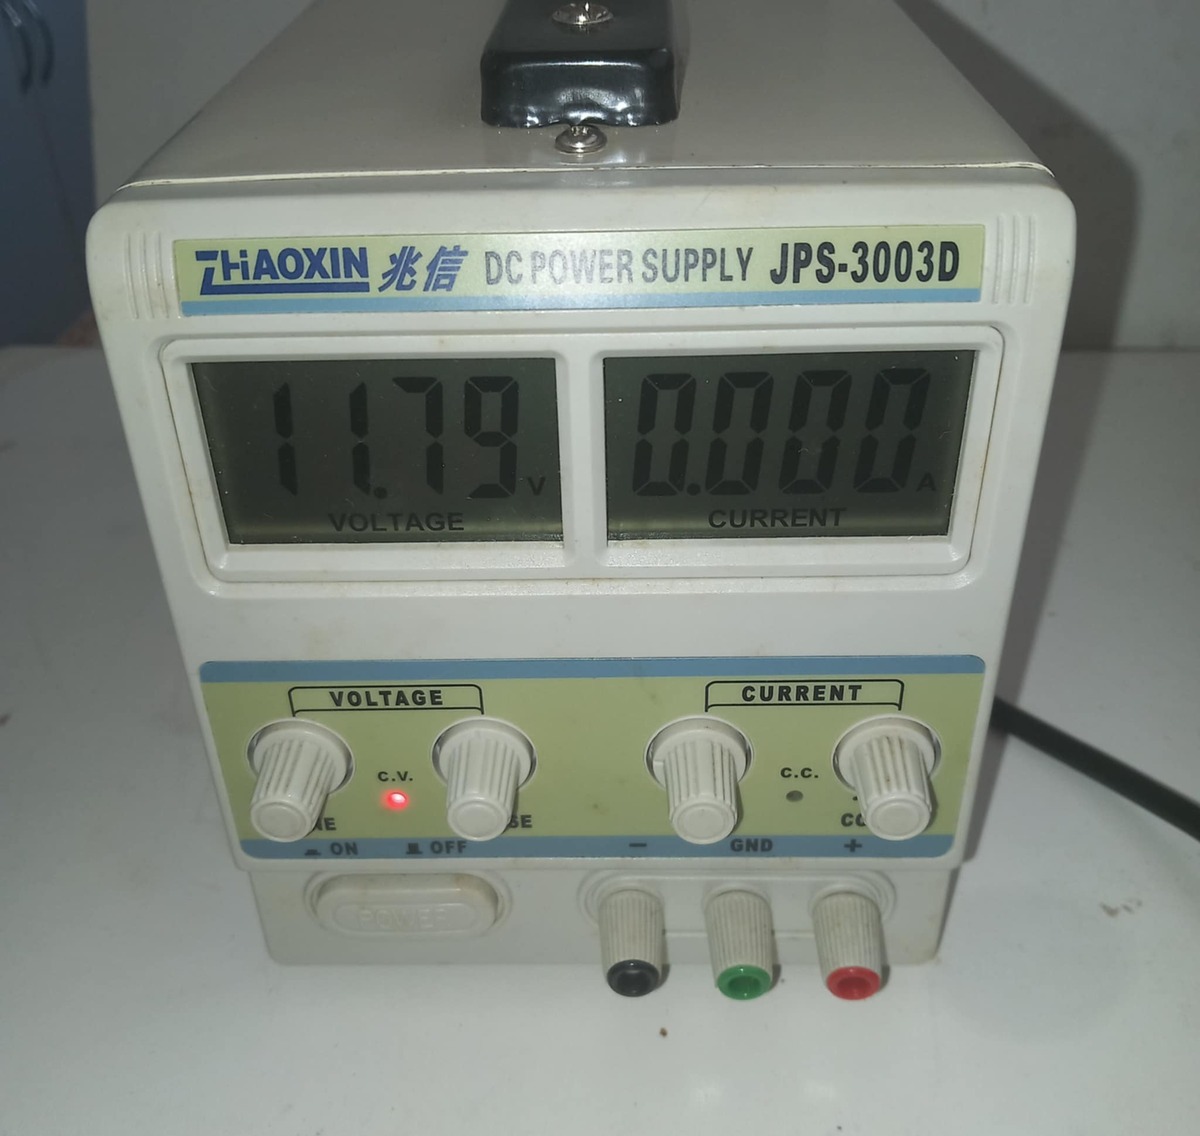 ZHAOXIN 兆信 DC POWER SUPPLY JPS-3003D
11.79 V
VOLTAGE
0.000 A
CURRENT
VOLTAGE
CURRENT
C.V.
C.C.
ON OFF
− GND +
POWER